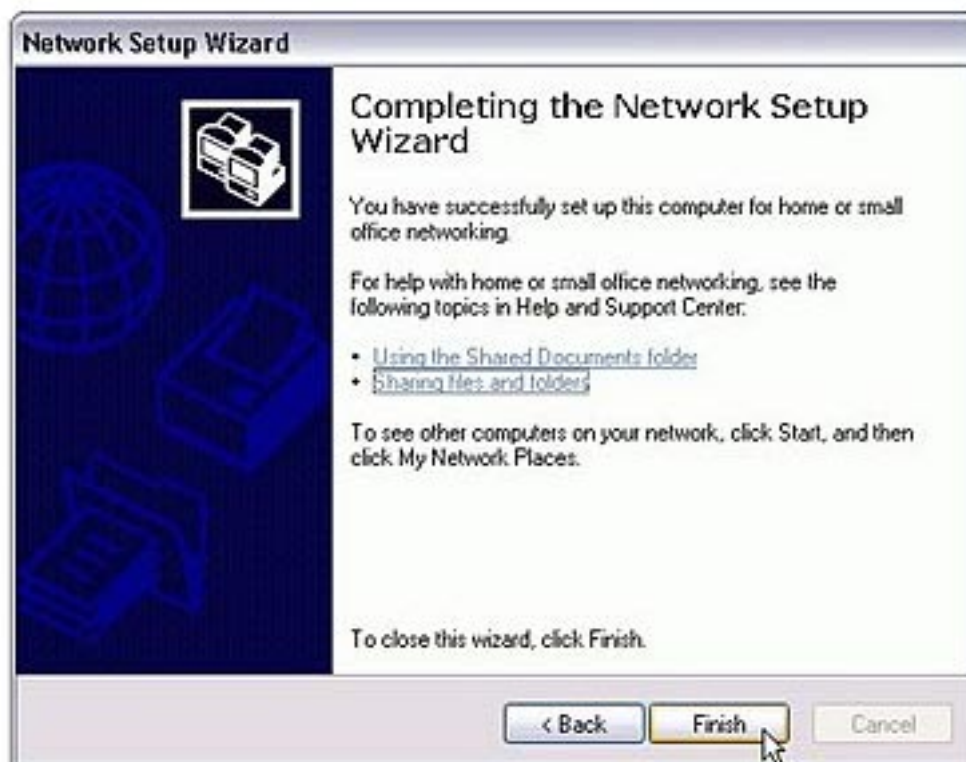 Network Setup Wizard
Completing the Network Setup
Wizard
You have successfully set up this computer for home or small
office networking.
For help with home or small office networking, see the
following topics in Help and Support Center:
• Using the Shared Documents folder
• Sharing files and folders
To see other computers on your network, click Start, and then
click My Network Places.
To close this wizard, click Finish.
< Back
Finish
Cancel